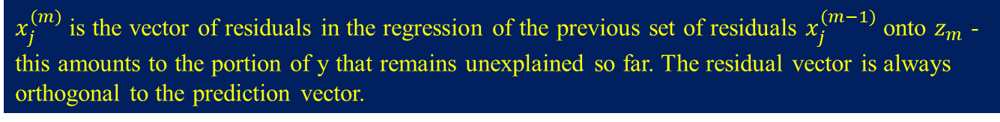 $x_j^{(m)}$ is the vector of residuals in the regression of the previous set of residuals $x_j^{(m-1)}$ onto $z_m$ -
this amounts to the portion of y that remains unexplained so far. The residual vector is always
orthogonal to the prediction vector.